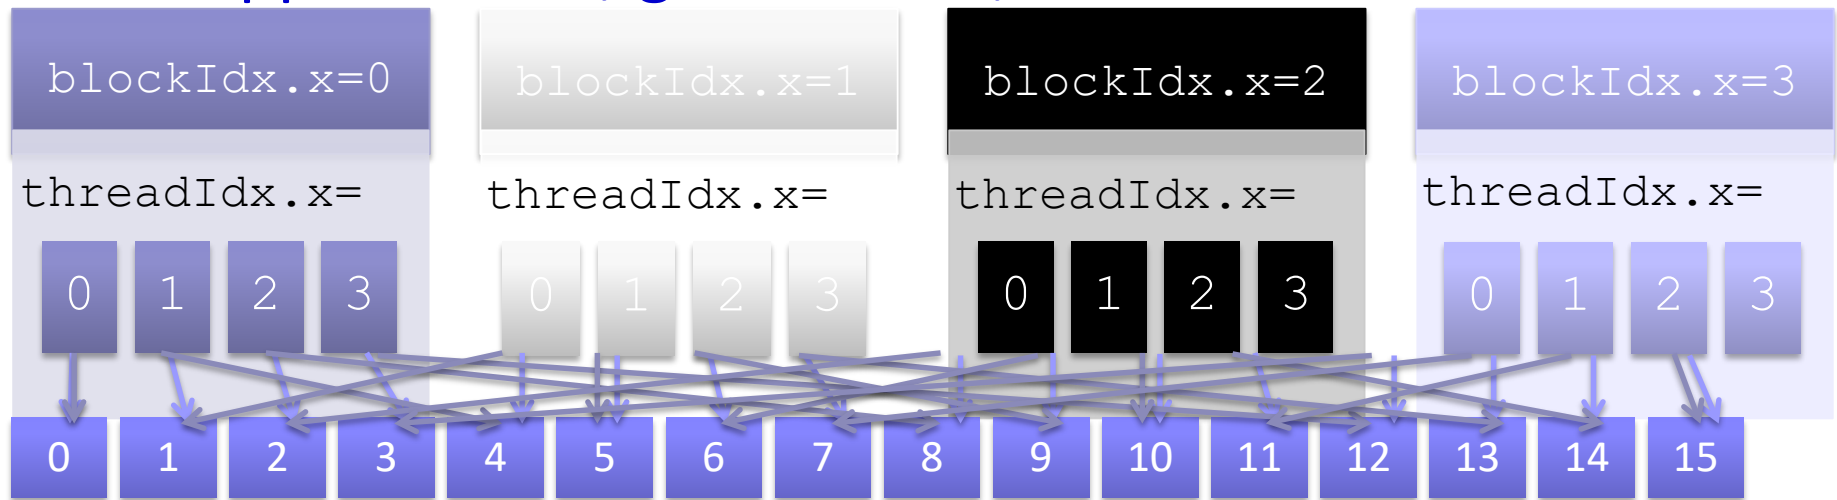 blockIdx.x=0 blockIdx.x=1 blockIdx.x=2 blockIdx.x=3
threadIdx.x= threadIdx.x= threadIdx.x= threadIdx.x=
0 1 2 3 0 1 2 3 0 1 2 3 0 1 2 3
0 1 2 3 4 5 6 7 8 9 10 11 12 13 14 15